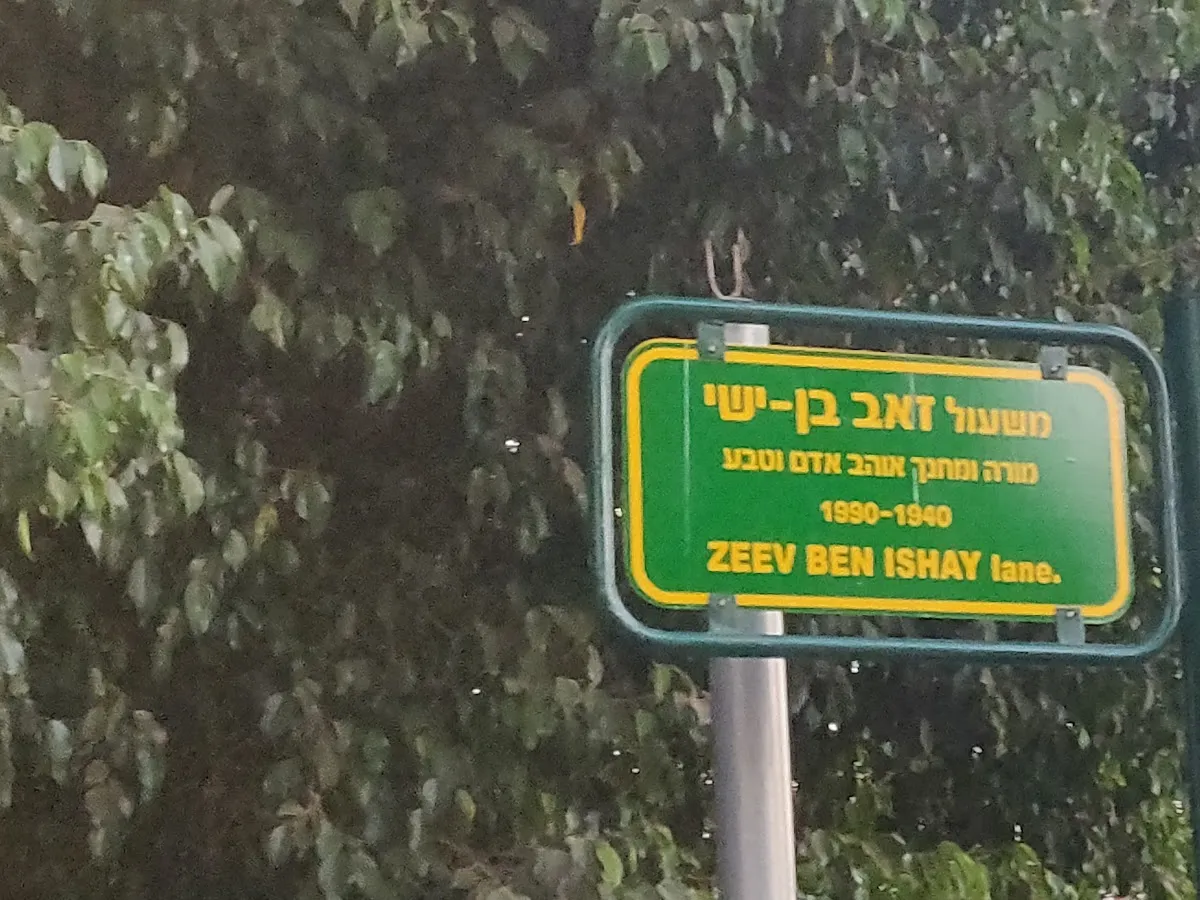 משעול זאב בן-ישי
מורה ומחנך אוהב אדם וטבע
1990-1940
ZEEV BEN ISHAY lane.